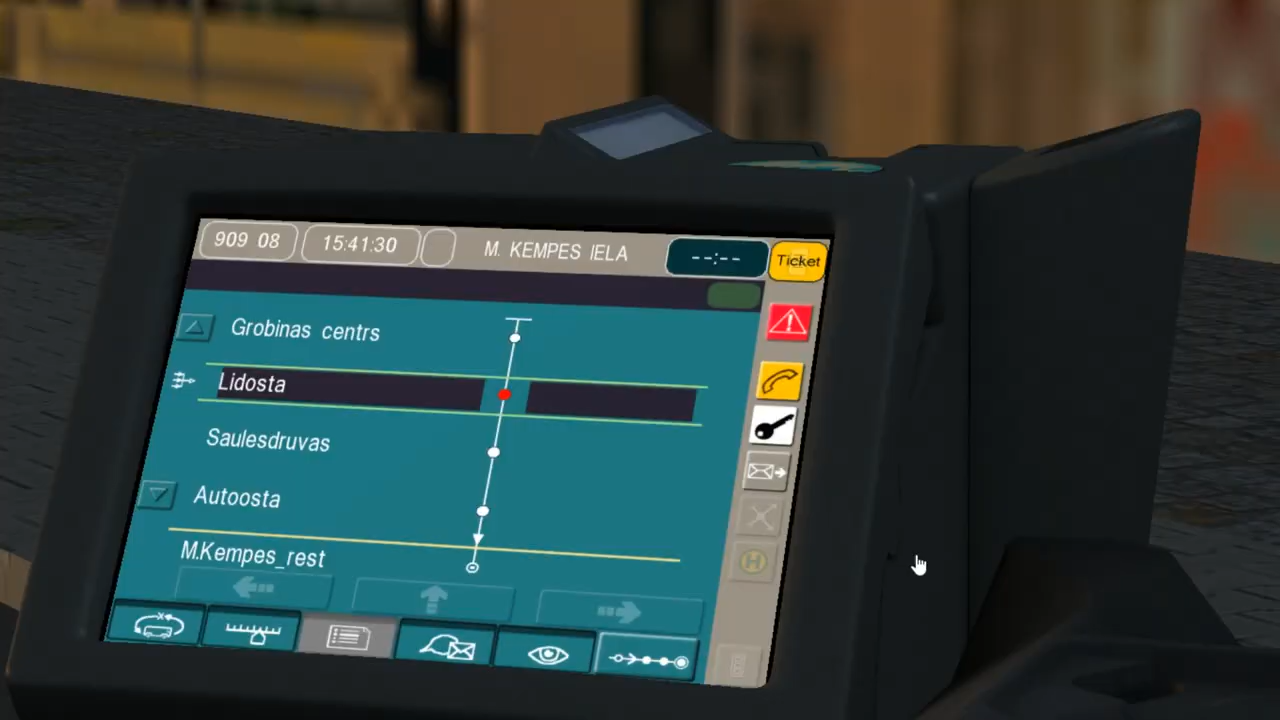 909 08
15:41:30
M. KEMPES IELA
--:--
Ticket
Grobinas centrs
Lidosta
Saulesdruvas
Autoosta
M.Kempes_rest
H